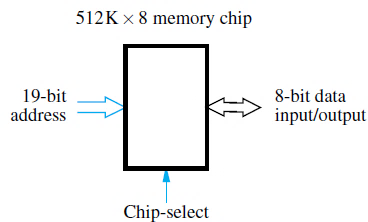 512K × 8 memory chip
19-bit
address
8-bit data
input/output
Chip-select